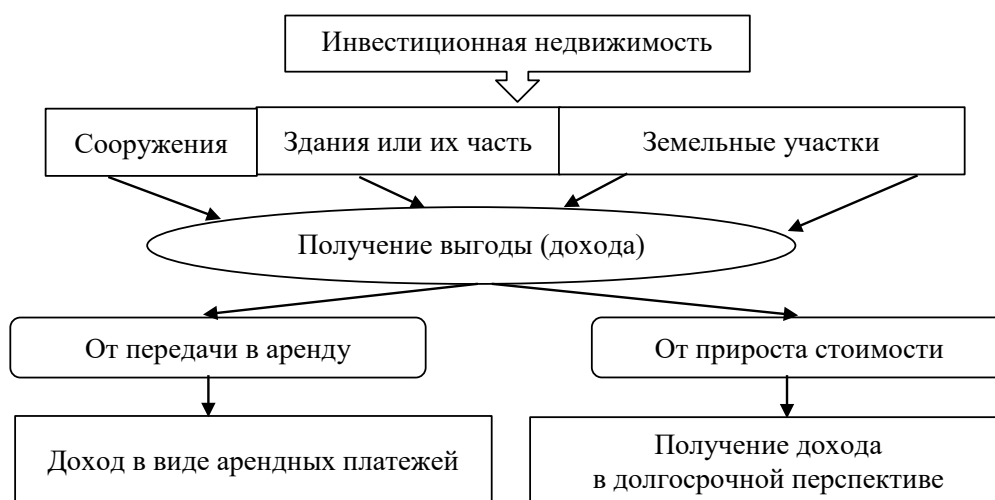 Инвестиционная недвижимость
Сооружения
Здания или их часть
Земельные участки
Получение выгоды (дохода)
От передачи в аренду
От прироста стоимости
Доход в виде арендных платежей
Получение дохода
в долгосрочной перспективе